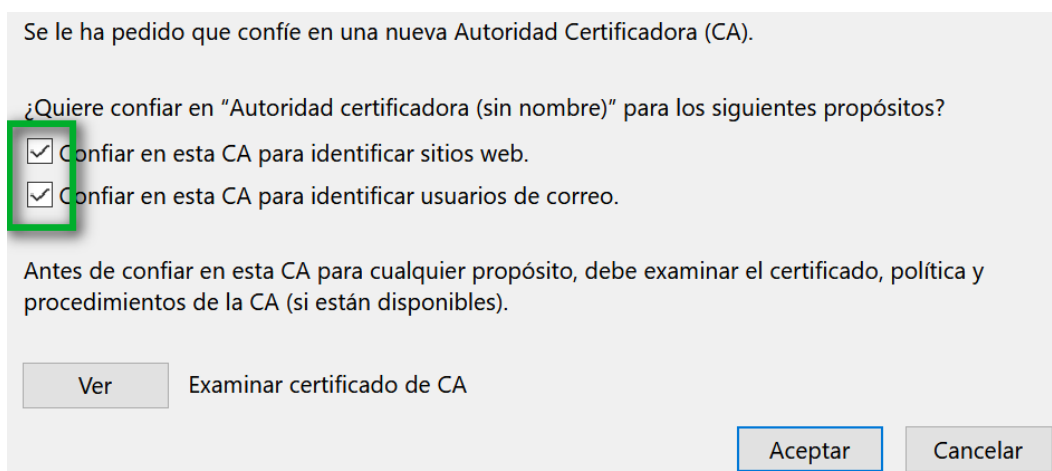 Se le ha pedido que confíe en una nueva Autoridad Certificadora (CA).
¿Quiere confiar en “Autoridad certificadora (sin nombre)” para los siguientes propósitos?
Confiar en esta CA para identificar sitios web.
Confiar en esta CA para identificar usuarios de correo.
Antes de confiar en esta CA para cualquier propósito, debe examinar el certificado, política y
procedimientos de la CA (si están disponibles).
Ver Examinar certificado de CA
Aceptar Cancelar